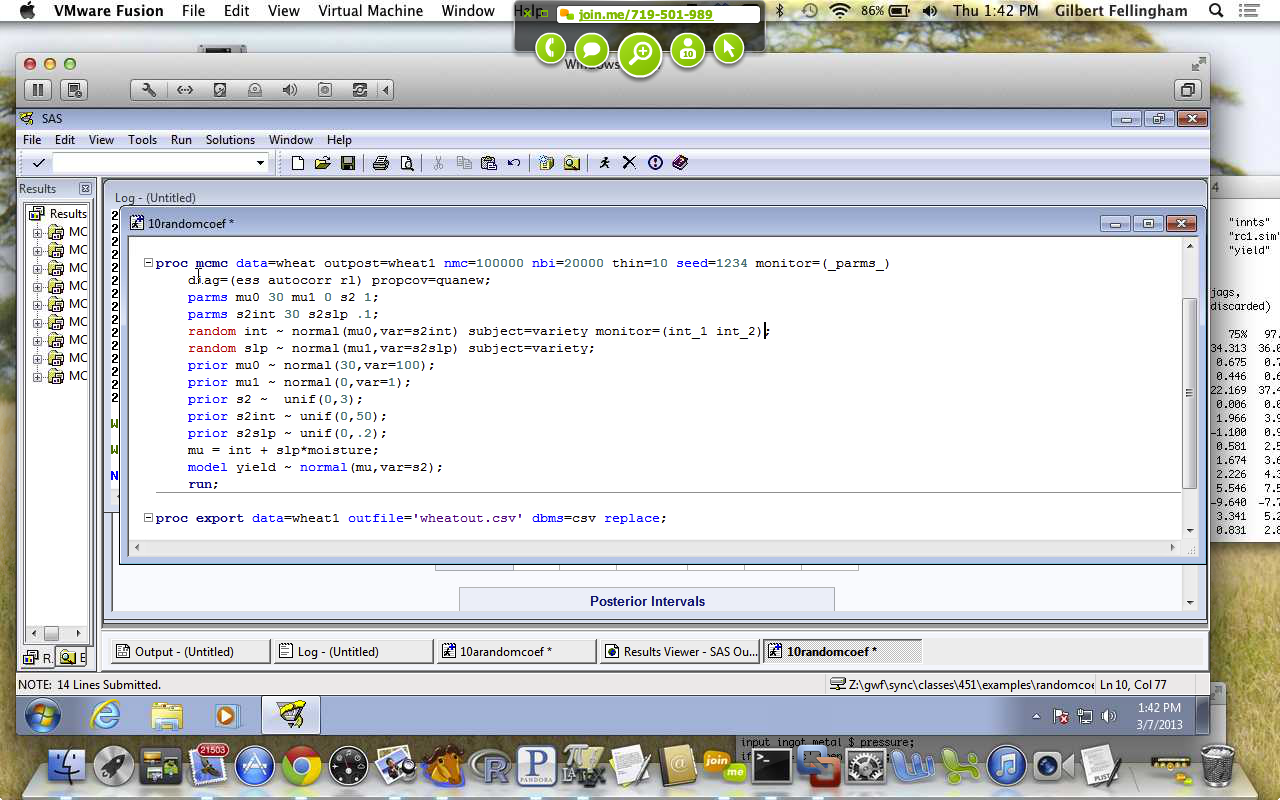 VMware Fusion File Edit View Virtual Machine Window Help
join.me/719-501-989
86% Thu 1:42 PM Gilbert Fellingham
10
Windows
SAS
File Edit View Tools Run Solutions Window Help
Results
Results
MC
MC
MC
MC
MC
MC
MC
MC
MC
Log - (Untitled)
10randomcoef *
proc mcmc data=wheat outpost=wheat1 nmc=100000 nbi=20000 thin=10 seed=1234 monitor=(_parms_)
diag=(ess autocorr rl) propcov=quanew;
parms mu0 30 mu1 0 s2 1;
parms s2int 30 s2slp .1;
random int ~ normal(mu0,var=s2int) subject=variety monitor=(int_1 int_2);
random slp ~ normal(mu1,var=s2slp) subject=variety;
prior mu0 ~ normal(30,var=100);
prior mu1 ~ normal(0,var=1);
prior s2 ~ unif(0,3);
prior s2int ~ unif(0,50);
prior s2slp ~ unif(0,.2);
mu = int + slp*moisture;
model yield ~ normal(mu,var=s2);
run;
proc export data=wheat1 outfile='wheatout.csv' dbms=csv replace;
Posterior Intervals
4
"innts"
"rc1.sim"
"yield"
jags,
discarded)
75% 97.
34.313 36.0
0.675 0.7
0.446 0.6
22.169 37.4
0.006 0.0
1.966 3.9
-1.100 0.9
0.581 2.5
1.674 3.6
2.226 4.3
5.546 7.5
-9.640 -7.7
3.341 5.2
0.831 2.8
Output - (Untitled) Log - (Untitled) 10arandomcoef * Results Viewer - SAS Ou... 10randomcoef *
NOTE: 14 Lines Submitted.
Z:\gwf\sync\classes\451\examples\randomcoe Ln 10, Col 77
1:42 PM
3/7/2013
input ingot metal $ pressure;
21503
PANDORA
join
me
PLIST